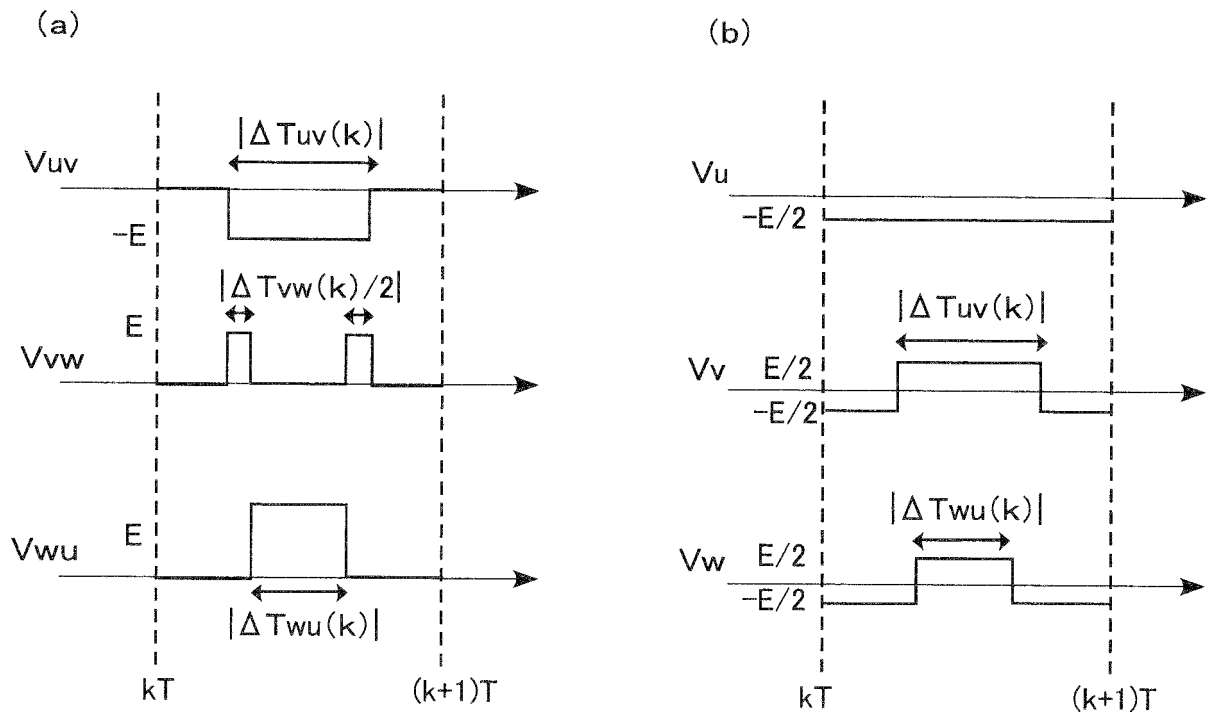 (a)
|ΔTuv(k)|
Vuv
-E
|ΔTvw(k)/2|
E
Vvw
E
Vwu
|ΔTwu(k)|
kT
(k+1)T
(b)
Vu
-E/2
|ΔTuv(k)|
Vv
E/2
-E/2
|ΔTwu(k)|
Vw
E/2
-E/2
kT
(k+1)T